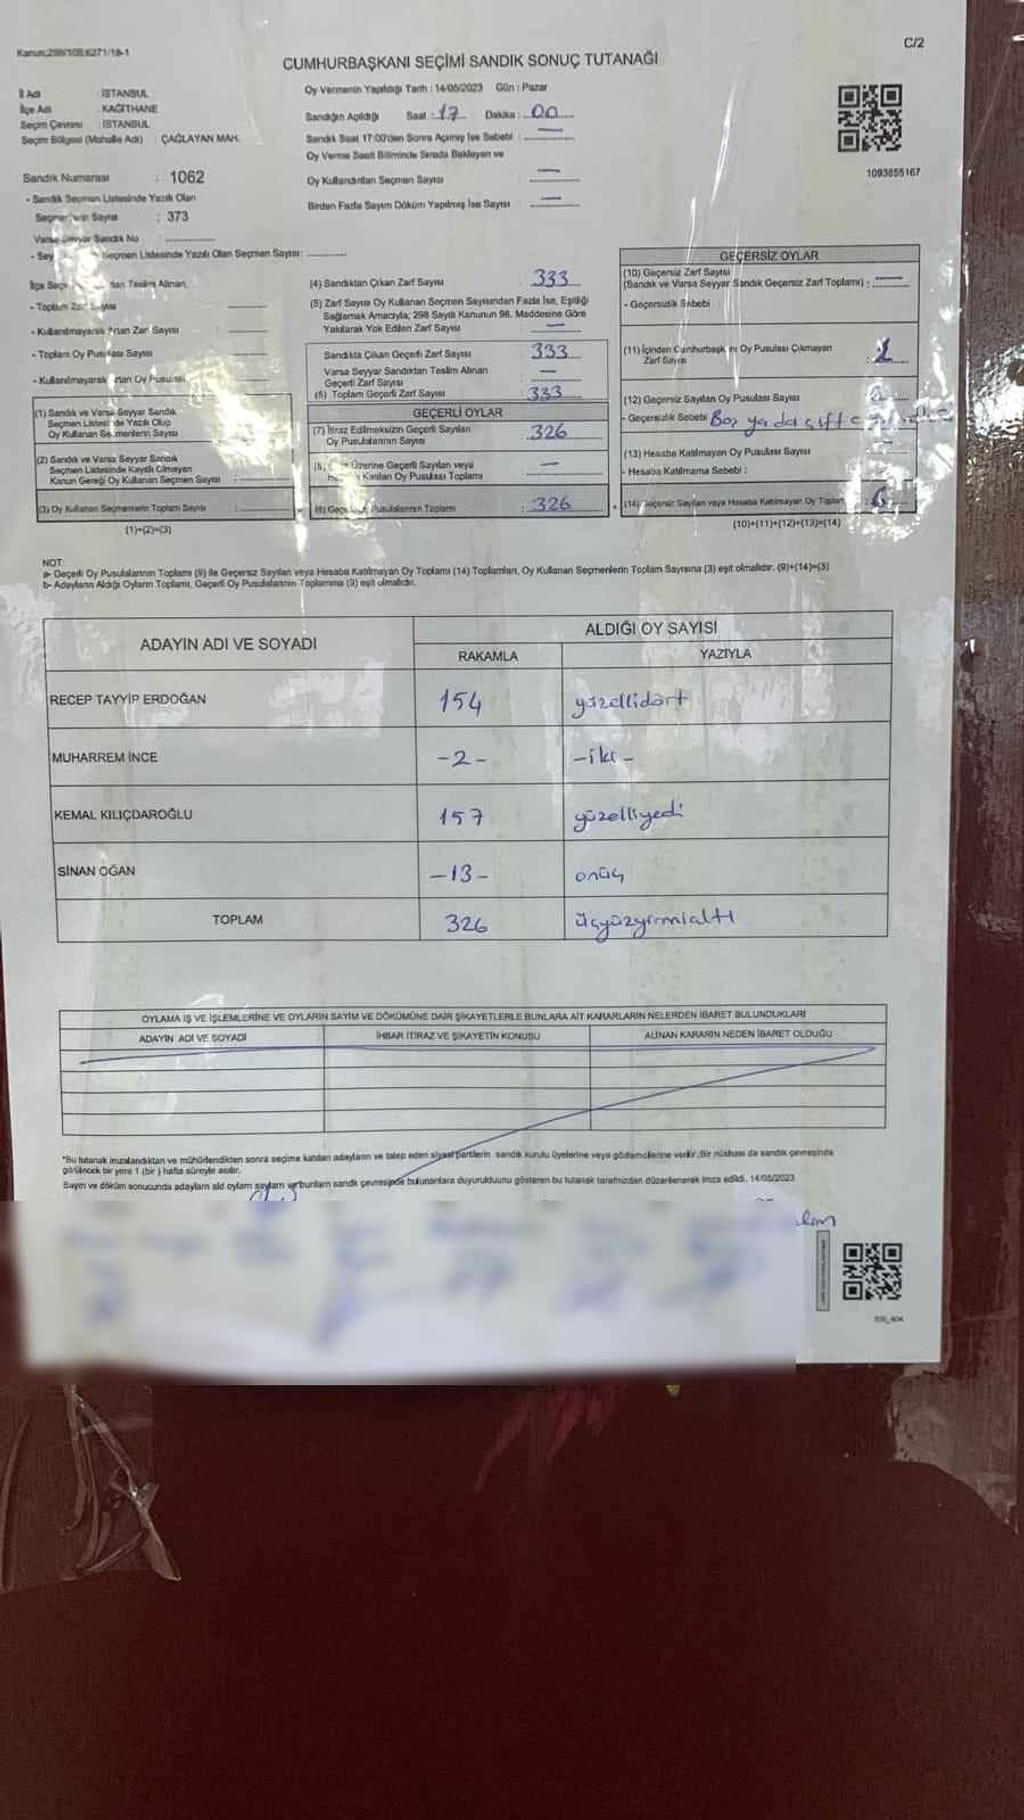 Kanun:298/108;6271/18-1
C/2
CUMHURBAŞKANI SEÇİMİ SANDIK SONUÇ TUTANAĞI
İl Adı : İSTANBUL
İlçe Adı : KAĞITHANE
Seçim Çevresi : İSTANBUL
Seçim Bölgesi (Mahalle Adı) : ÇAĞLAYAN MAH.
Sandık Numarası : 1062
- Sandık Seçmen Listesinde Yazılı Olan
Seçmenlerin Sayısı : 373
Varsa Seyyar Sandık No
- Sey Seçmen Listesinde Yazılı Olan Seçmen Sayısı:
İlçe Seçi dan Teslim Alınan,
- Toplam Zarf Sayısı
- Kullanılmayarak Artan Zarf Sayısı
- Toplam Oy Pusulası Sayısı
- Kullanılmayarak Artan Oy Pusulası
(1) Sandık ve Varsa Seyyar Sandık
Seçmen Listesinde Yazılı Olup
Oy Kullanan Seçmenlerin Sayısı
(2) Sandık ve Varsa Seyyar Sandık
Seçmen Listesinde Kayıtlı Olmayan
Kanun Gereği Oy Kullanan Seçmen Sayısı :
(3) Oy Kullanan Seçmenlerin Toplam Sayısı :
(1)+(2)=(3)
Oy Vermenin Yapıldığı Tarih : 14/05/2023 Gün : Pazar
Sandığın Açıldığı Saat : 17 Dakika : 00
Sandık Saat 17:00'den Sonra Açılmış İse Sebebi : —
Oy Verme Saati Bitiminde Sırada Bekleyen ve
Oy Kullandırılan Seçmen Sayısı : —
Birden Fazla Sayım Döküm Yapılmış İse Sayısı : —
(4) Sandıktan Çıkan Zarf Sayısı 333
(5) Zarf Sayısı Oy Kullanan Seçmen Sayısından Fazla İse, Eşitliği
Sağlamak Amacıyla, 298 Sayılı Kanunun 98. Maddesine Göre
Yakılarak Yok Edilen Zarf Sayısı —
Sandıkta Çıkan Geçerli Zarf Sayısı 333
Varsa Seyyar Sandıktan Teslim Alınan
Geçerli Zarf Sayısı —
(6) Toplam Geçerli Zarf Sayısı 333
GEÇERLİ OYLAR
(7) İtiraz Edilmeksizin Geçerli Sayılan
Oy Pusulalarının Sayısı 326
(8) Üzerine Geçerli Sayılan veya
Katılan Oy Pusulası Toplamı —
(9) Geçerli Pusulalarının Toplamı 326
1093855167
GEÇERSİZ OYLAR
(10) Geçersiz Zarf Sayısı
(Sandık ve Varsa Seyyar Sandık Geçersiz Zarf Toplamı) : —
- Geçersizlik Sebebi :
(11) İçinden Cumhurbaşkanı Oy Pusulası Çıkmayan
Zarf Sayısı
(12) Geçersiz Sayılan Oy Pusulası Sayısı
- Geçersizlik Sebebi Boş ya da çift
(13) Hesaba Katılmayan Oy Pusulası Sayısı
- Hesaba Katılmama Sebebi :
(14) Geçersiz Sayılan veya Hesaba Katılmayan Oy Toplamı
(10)+(11)+(12)+(13)=(14)
NOT:
a- Geçerli Oy Pusulalarının Toplamı (9) ile Geçersiz Sayılan veya Hesaba Katılmayan Oy Toplamı (14) Toplamları, Oy Kullanan Seçmenlerin Toplam Sayısına (3) eşit olmalıdır. (9)+(14)=(3)
b- Adayların Aldığı Oyların Toplamı, Geçerli Oy Pusulalarının Toplamına (9) eşit olmalıdır.
ADAYIN ADI VE SOYADI ALDIĞI OY SAYISI
RAKAMLA YAZIYLA
RECEP TAYYİP ERDOĞAN 154 yüzellidört
MUHARREM İNCE -2- -iki-
KEMAL KILIÇDAROĞLU 157 yüzelliyedi
SİNAN OĞAN -13- onüç
TOPLAM 326 üçyüzyirmialtı
OYLAMA İŞ VE İŞLEMLERİNE VE OYLARIN SAYIM VE DÖKÜMÜNE DAİR ŞİKAYETLERLE BUNLARA AİT KARARLARIN NELERDEN İBARET BULUNDUKLARI
ADAYIN ADI VE SOYADI İHBAR İTİRAZ VE ŞİKAYETİN KONUSU ALINAN KARARIN NEDEN İBARET OLDUĞU
*Bu tutanak imzalandıktan ve mühürlendikten sonra seçime katılan adayların ve talep eden siyasi partilerin sandık kurulu üyelerine veya gözlemcilerine verilir.Bir nüshası da sandık çevresinde
görülecek bir yere 1 (bir ) hafta süreyle asılır.
Sayım ve döküm sonucunda adayların ald oyların sayıları ve bunların sandık çevresinde bulunanlara duyurulduğunu gösteren bu tutanak tarafımızdan düzenlenerek imza edildi. 14/05/2023